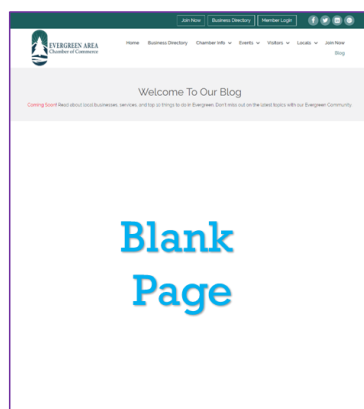 Join Now Business Directory Member Login
EVERGREEN AREA
Chamber of Commerce
Home Business Directory Chamber Info Events Visitors Locals Join Now
Blog
Welcome To Our Blog
Coming Soon! Read about local businesses, services, and top 10 things to do in Evergreen. Don't miss out on the latest topics with our Evergreen Community.
Blank
Page